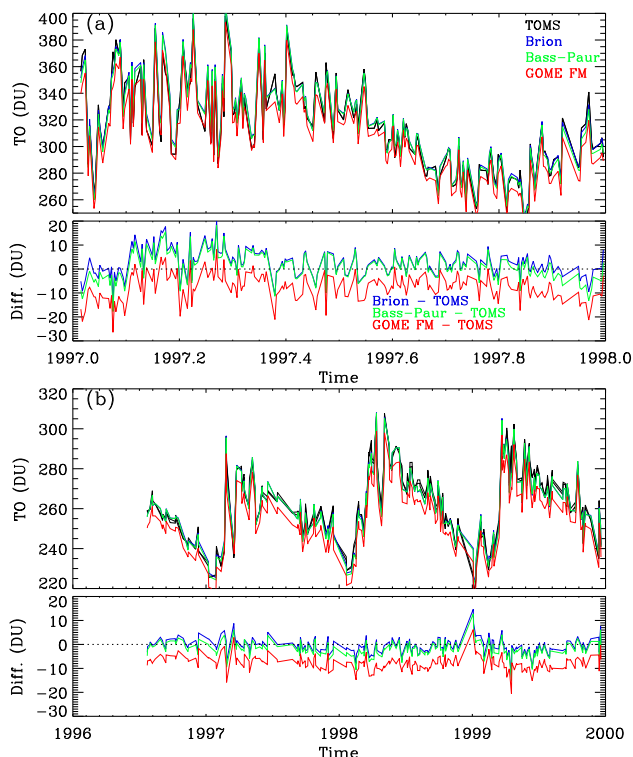 (a)
TOMS
Brion
Bass-Paur
GOME FM
TO (DU)
400
380
360
340
320
300
280
260
Diff. (DU)
20
10
0
-10
-20
-30
Brion - TOMS
Bass-Paur - TOMS
GOME FM - TOMS
1997.0 1997.2 1997.4 1997.6 1997.8 1998.0
Time
(b)
TO (DU)
320
300
280
260
240
220
Diff. (DU)
20
10
0
-10
-20
-30
1996 1997 1998 1999 2000
Time